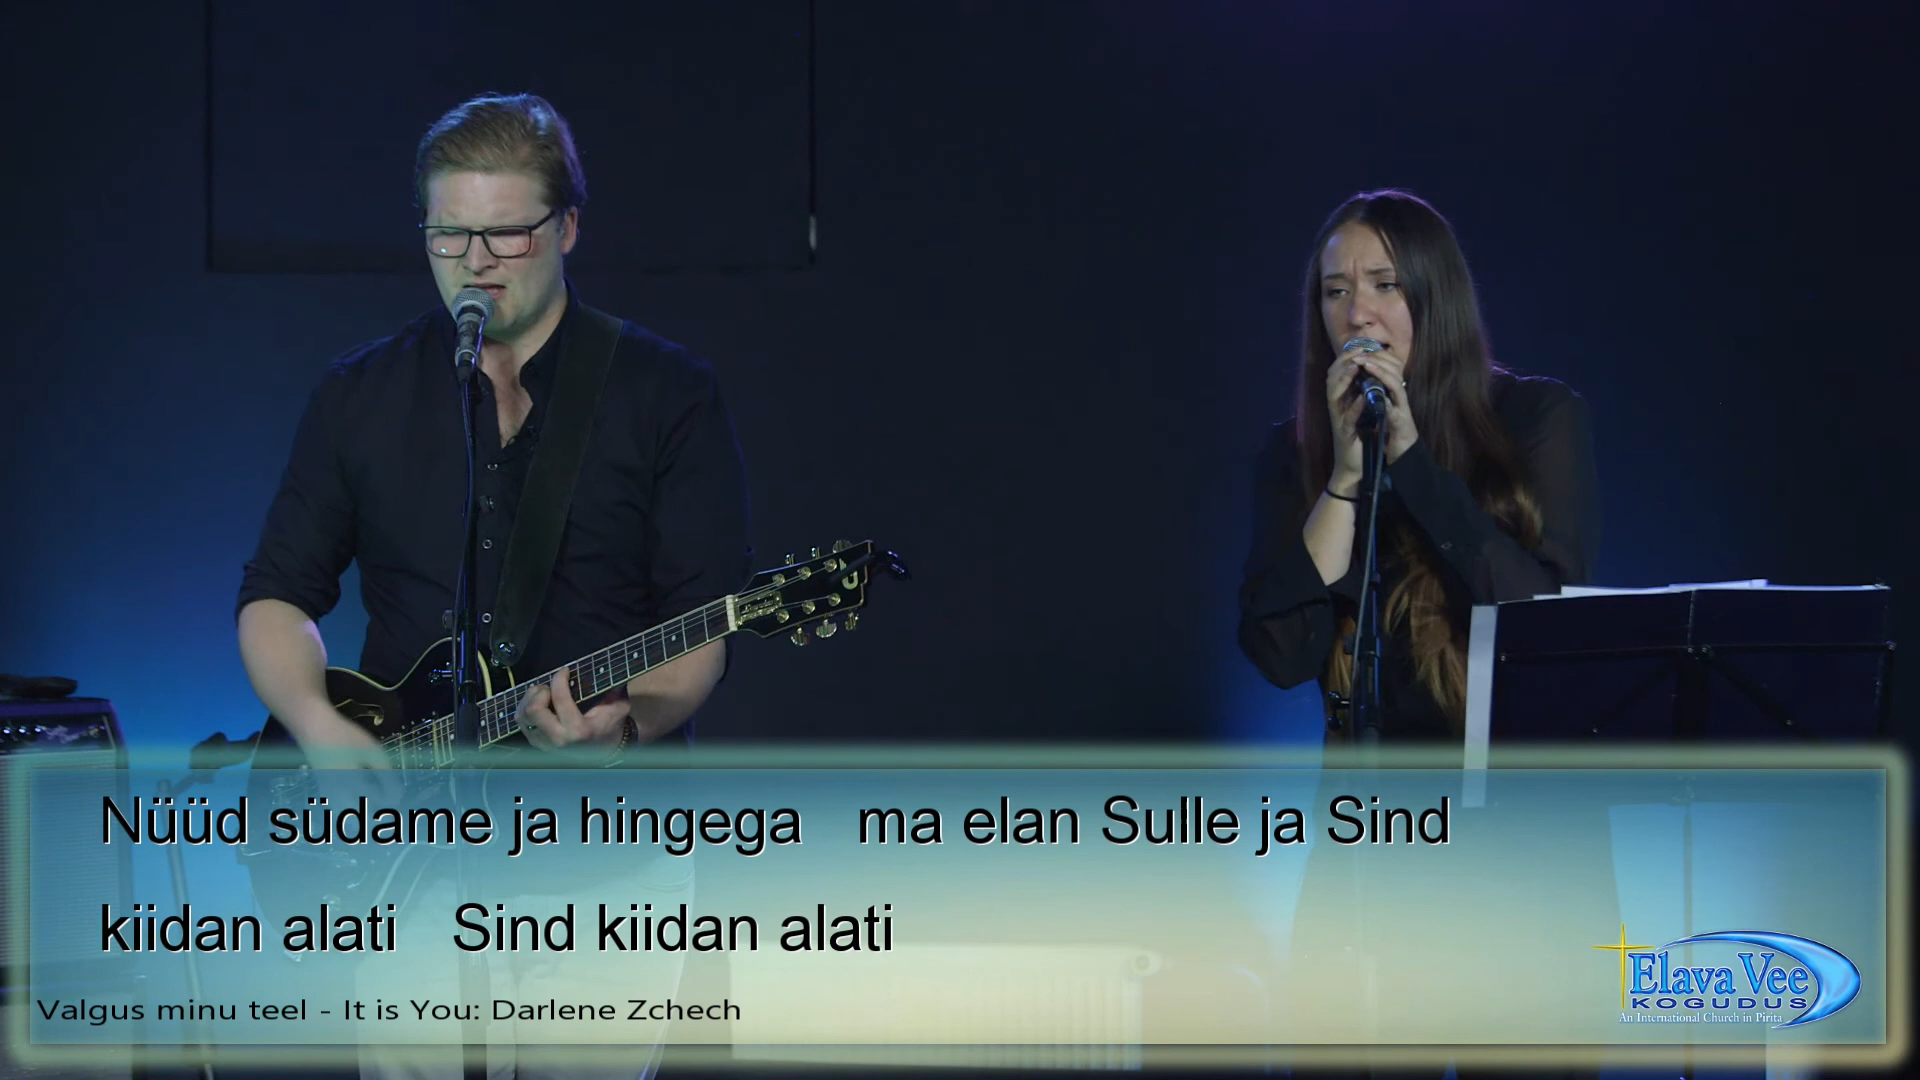 Nüüd südame ja hingega ma elan Sulle ja Sind
kiidan alati Sind kiidan alati
Valgus minu teel - It is You: Darlene Zchech
Elava Vee
KOGUDUS
An International Church in Pirita